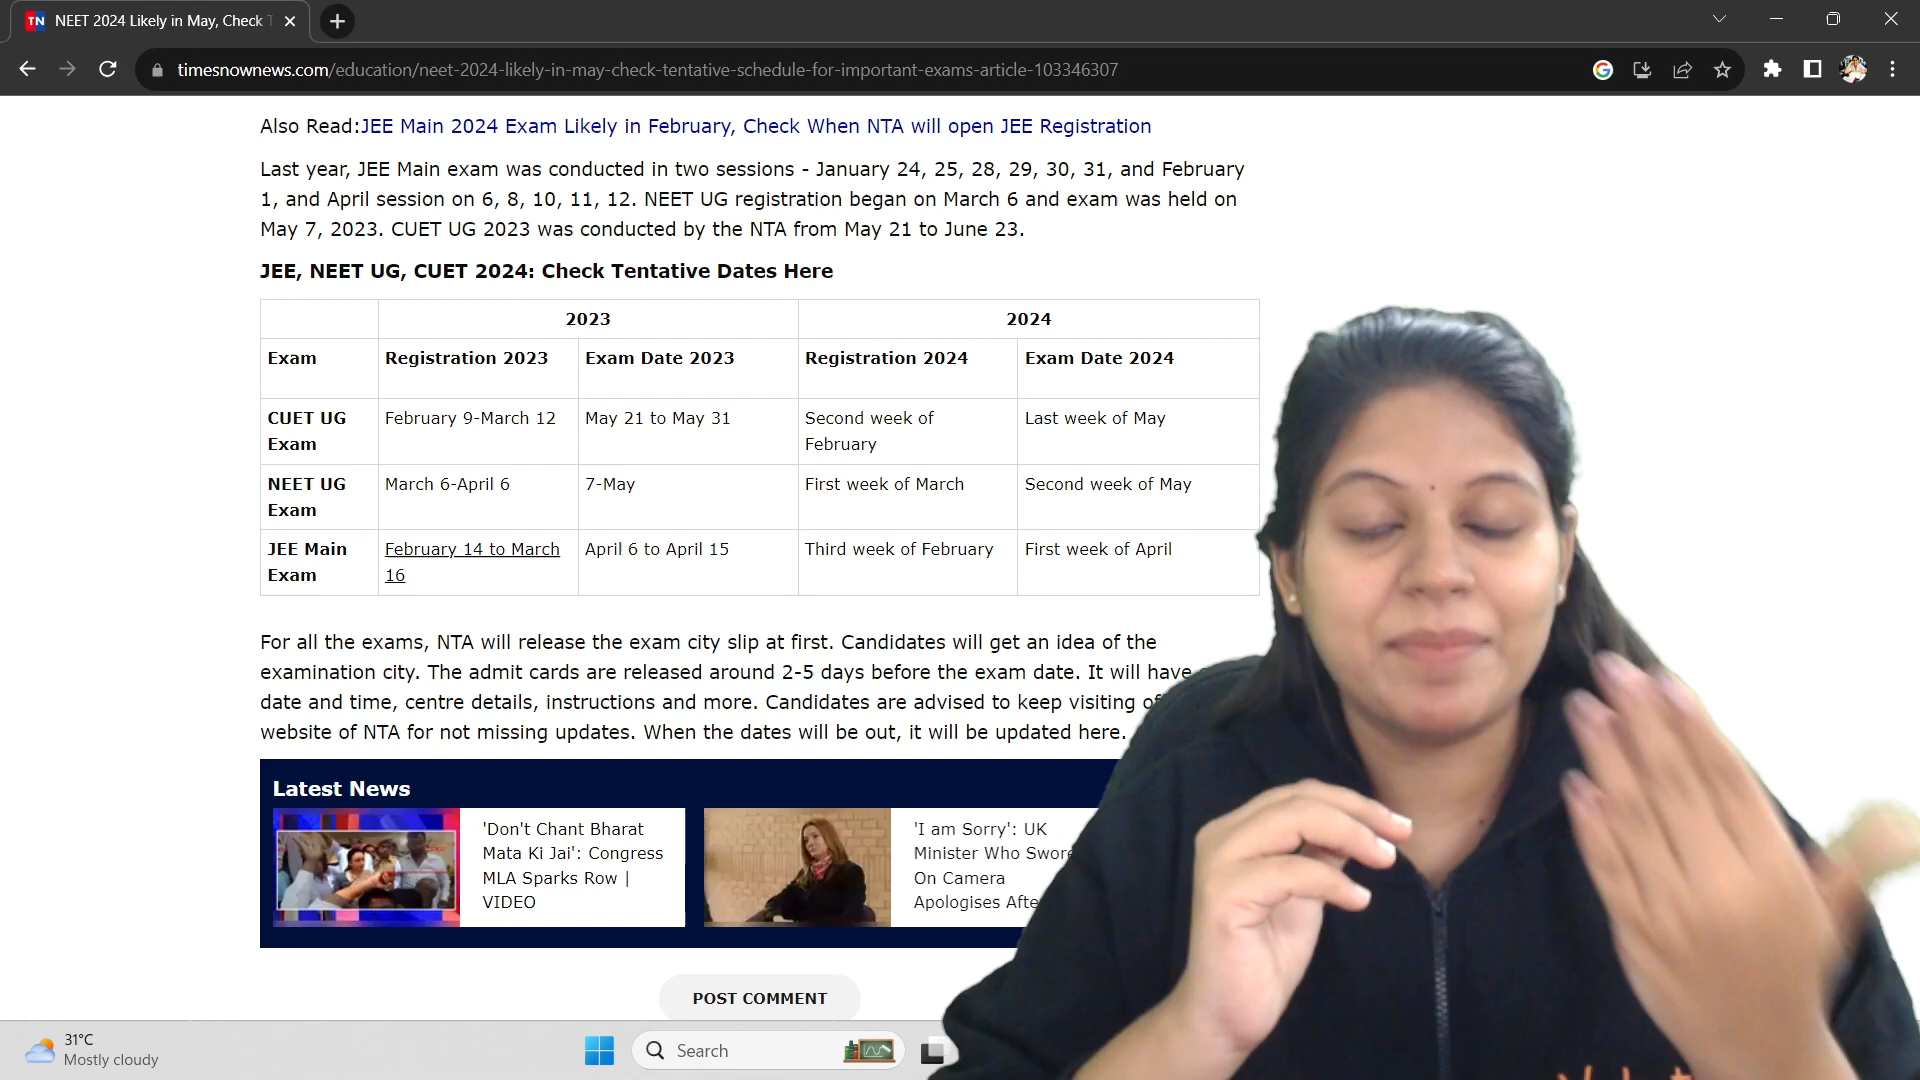 TN NEET 2024 Likely in May, Check
timesnownews.com/education/neet-2024-likely-in-may-check-tentative-schedule-for-important-exams-article-103346307
Also Read:JEE Main 2024 Exam Likely in February, Check When NTA will open JEE Registration
Last year, JEE Main exam was conducted in two sessions - January 24, 25, 28, 29, 30, 31, and February
1, and April session on 6, 8, 10, 11, 12. NEET UG registration began on March 6 and exam was held on
May 7, 2023. CUET UG 2023 was conducted by the NTA from May 21 to June 23.
JEE, NEET UG, CUET 2024: Check Tentative Dates Here
2023 2024
Exam Registration 2023 Exam Date 2023 Registration 2024 Exam Date 2024
CUET UG February 9-March 12 May 21 to May 31 Second week of Last week of May
Exam February
NEET UG March 6-April 6 7-May First week of March Second week of May
Exam
JEE Main February 14 to March April 6 to April 15 Third week of February First week of April
Exam 16
For all the exams, NTA will release the exam city slip at first. Candidates will get an idea of the
examination city. The admit cards are released around 2-5 days before the exam date. It will have
date and time, centre details, instructions and more. Candidates are advised to keep visiting
website of NTA for not missing updates. When the dates will be out, it will be updated here.
Latest News
'Don't Chant Bharat
Mata Ki Jai': Congress
MLA Sparks Row |
VIDEO
'I am Sorry': UK
Minister Who Swore
On Camera
Apologises
POST COMMENT
31°C
Mostly cloudy
Search